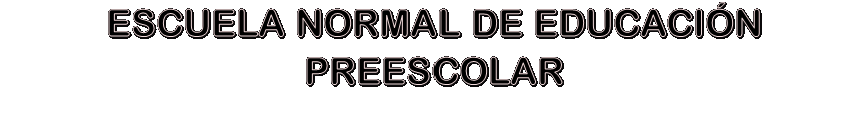 ESCUELA NORMAL DE EDUCACIÓN
PREESCOLAR